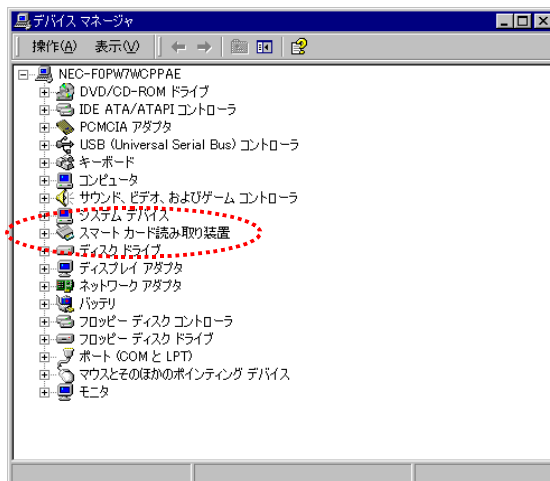 デバイス マネージャ
操作(A) 表示(V)
NEC-F0PW7WCPPAE
DVD/CD-ROM ドライブ
IDE ATA/ATAPI コントローラ
PCMCIA アダプタ
USB (Universal Serial Bus) コントローラ
キーボード
コンピュータ
サウンド、ビデオ、およびゲーム コントローラ
システム デバイス
スマート カード読み取り装置
ディスク ドライブ
ディスプレイ アダプタ
ネットワーク アダプタ
バッテリ
フロッピー ディスク コントローラ
フロッピー ディスク ドライブ
ポート (COM と LPT)
マウスとそのほかのポインティング デバイス
モニタ